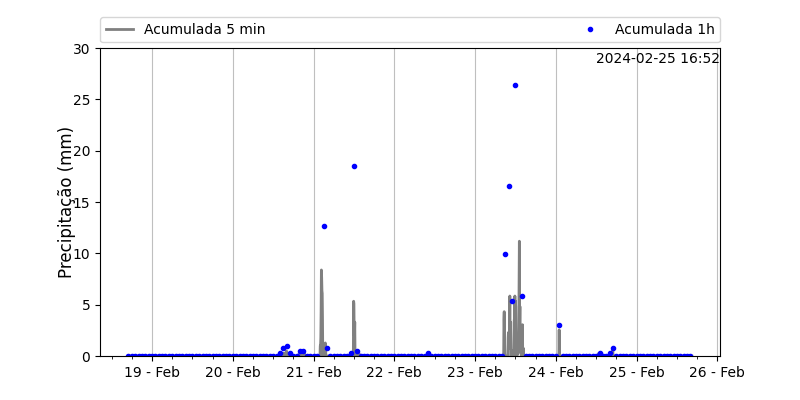 Acumulada 5 min Acumulada 1h
2024-02-25 16:52
Precipitação (mm)
30
25
20
15
10
5
0
19 - Feb 20 - Feb 21 - Feb 22 - Feb 23 - Feb 24 - Feb 25 - Feb 26 - Feb